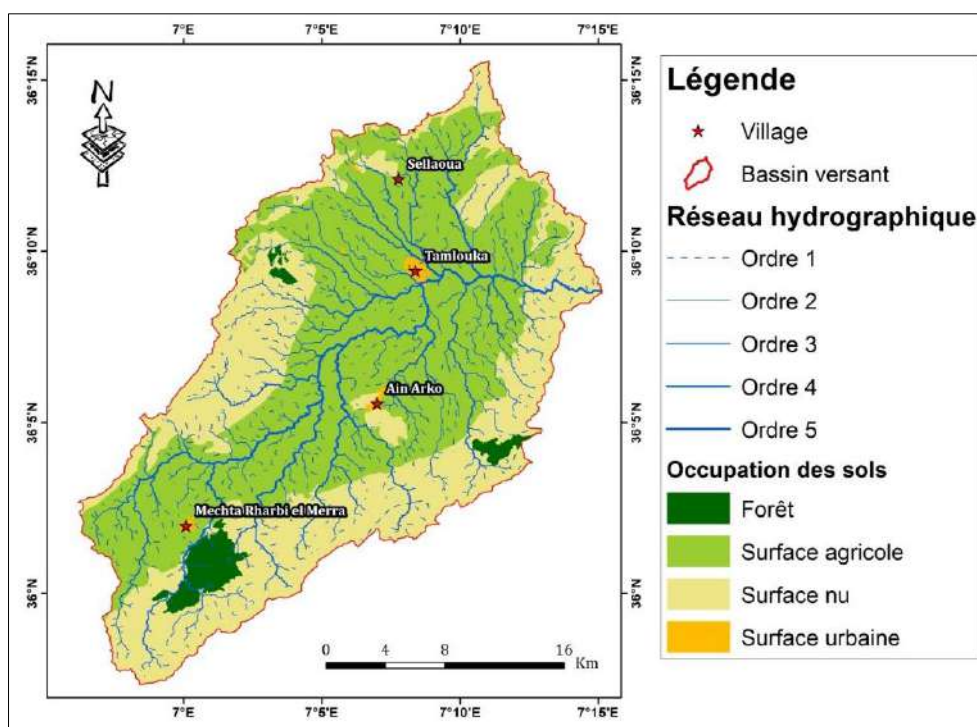 7°E 7°5'E 7°10'E 7°15'E
36°15'N 36°15'N
N
Sellaoua
36°10'N 36°10'N
Tamlouka
Ain Arko
36°5'N 36°5'N
Mechta Rharbi el Merra
36°N 36°N
0 4 8 16
Km
7°E 7°5'E 7°10'E 7°15'E
Légende
Village
Bassin versant
Réseau hydrographique
Ordre 1
Ordre 2
Ordre 3
Ordre 4
Ordre 5
Occupation des sols
Forêt
Surface agricole
Surface nu
Surface urbaine